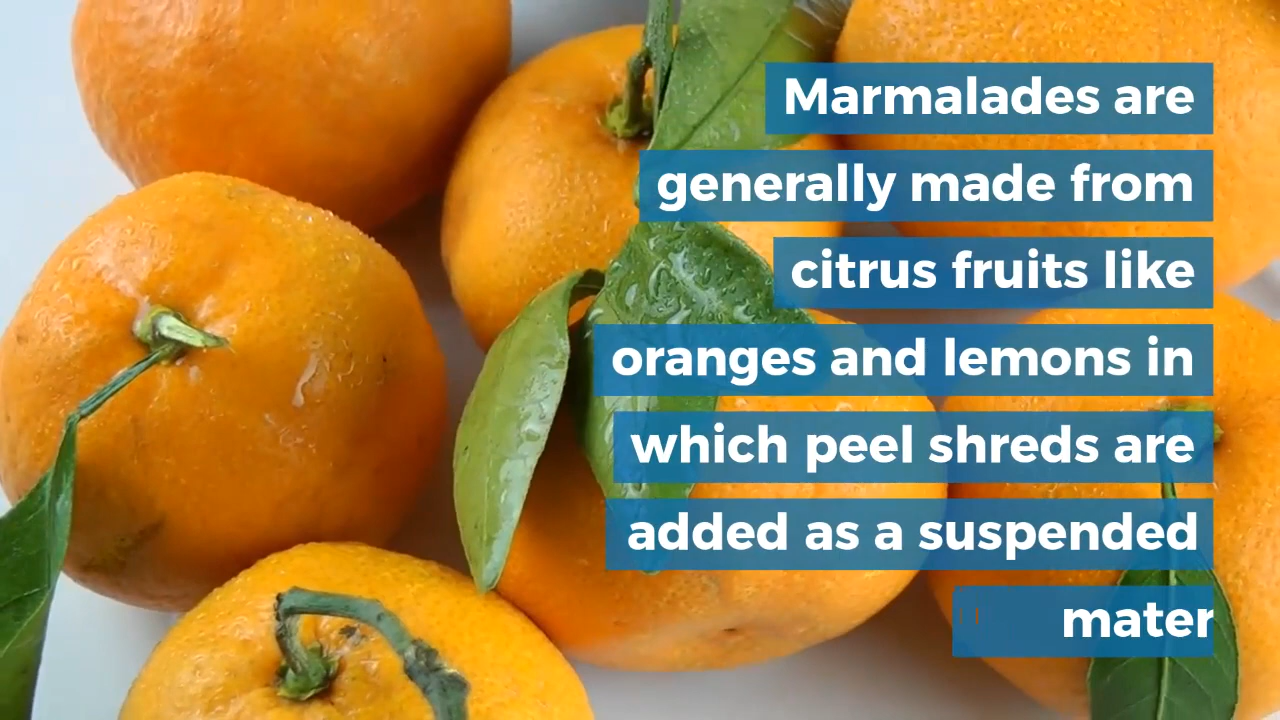 Marmalades are
generally made from
citrus fruits like
oranges and lemons in
which peel shreds are
added as a suspended
mater